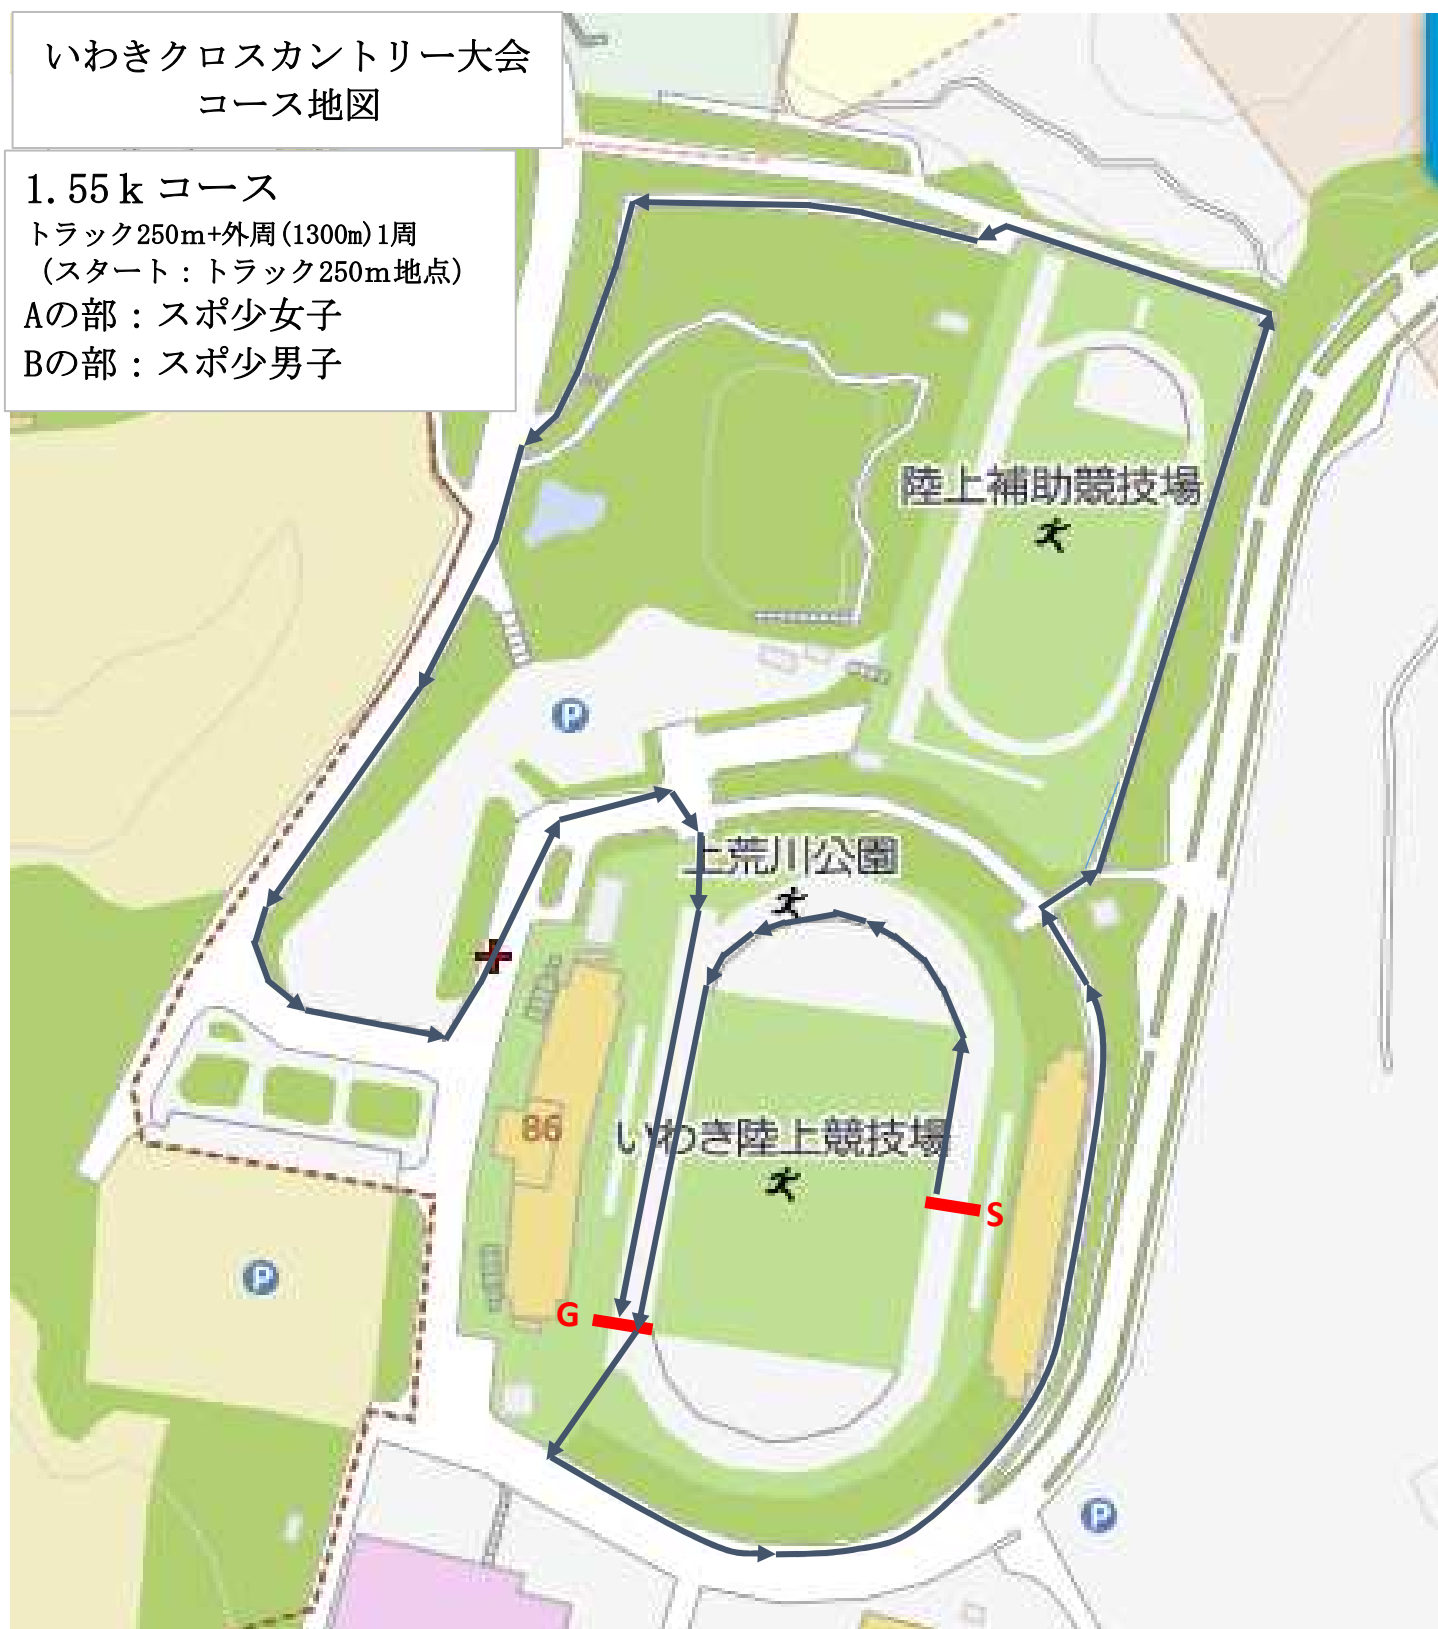 いわきクロスカントリー大会
コース地図
1.55ｋコース
トラック250ｍ+外周(1300m)1周
（スタート：トラック250ｍ地点）
Aの部：スポ少女子
Bの部：スポ少男子
陸上補助競技場
P
上荒川公園
86
いわき陸上競技場
S
P
G
P